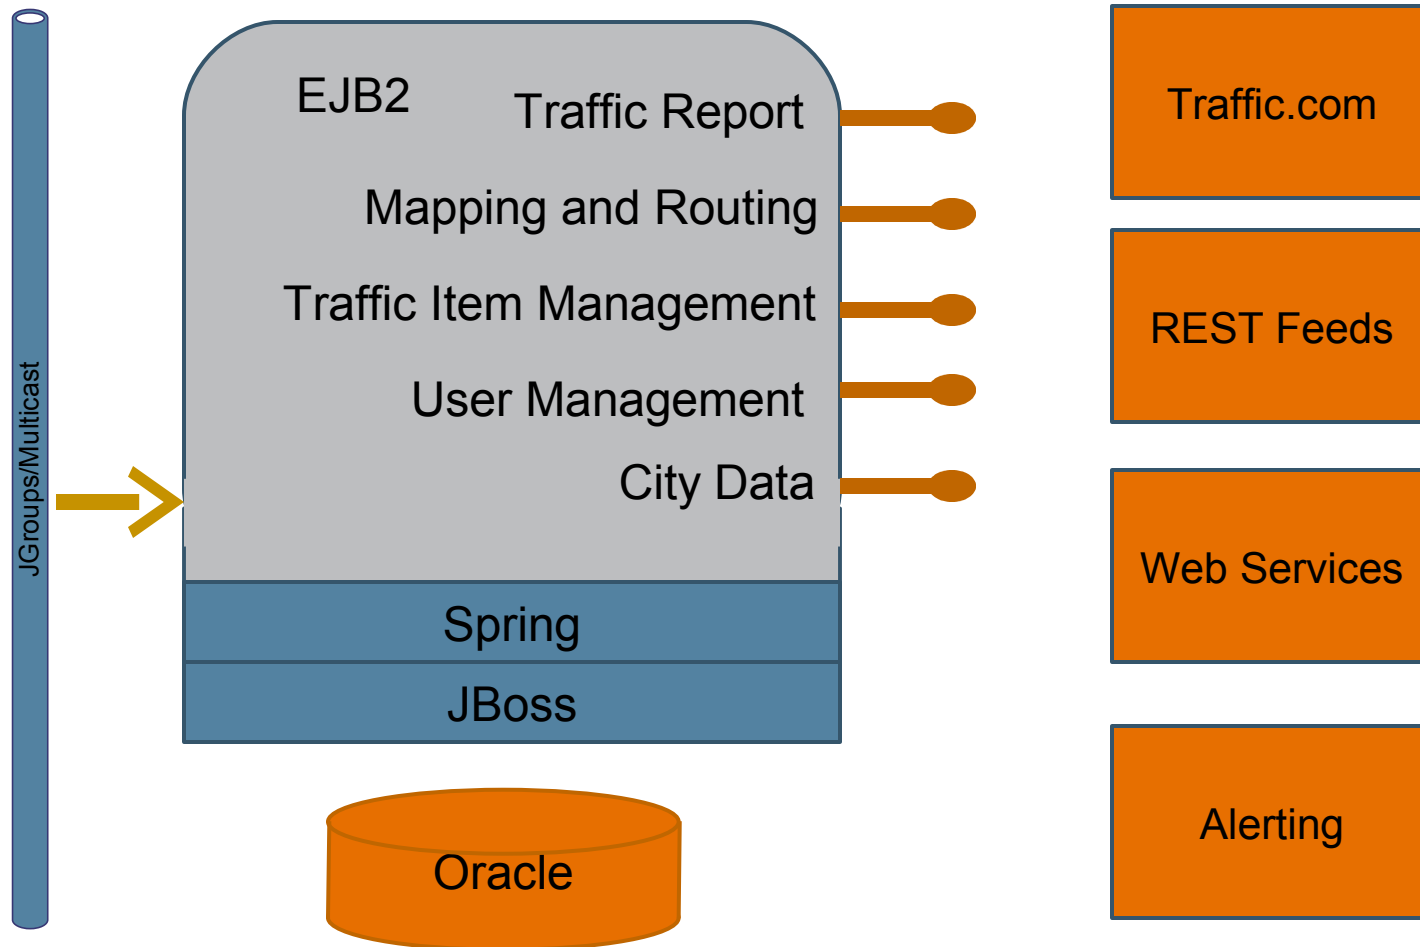 JGroups/Multicast
EJB2
Traffic Report
Mapping and Routing
Traffic Item Management
User Management
City Data
Spring
JBoss
Oracle
Traffic.com
REST Feeds
Web Services
Alerting